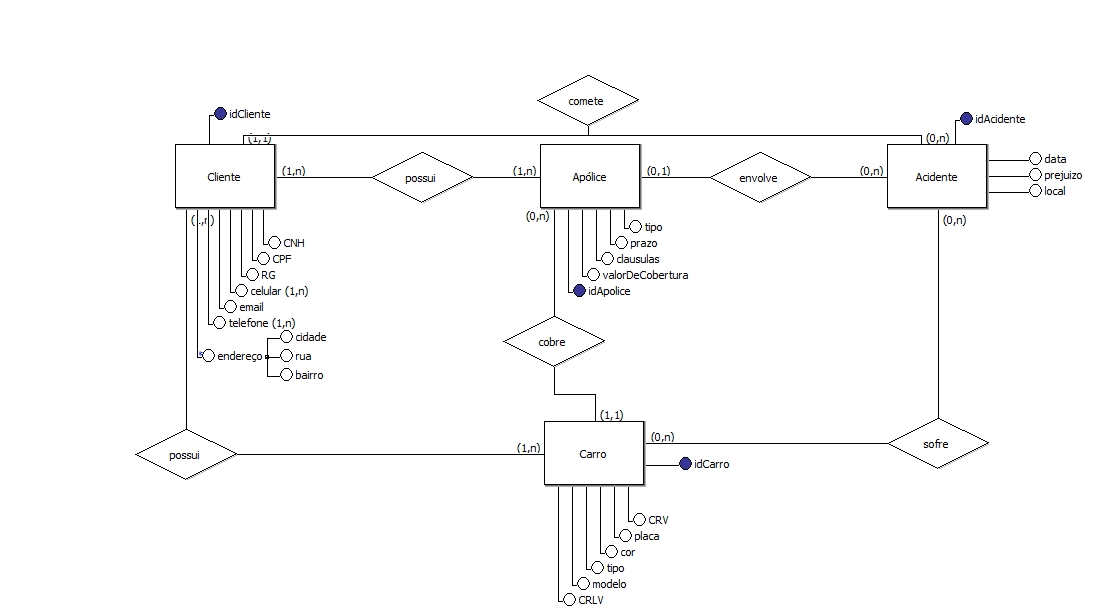 comete
idCliente
idAcidente
(1,1)
(0,n)
Cliente
(1,n)
possui
(1,n)
Apólice
(0,1)
envolve
(0,n)
Acidente
data
prejuizo
local
(0,n)
(0,n)
tipo
prazo
clausulas
valorDeCobertura
idApolice
CNH
CPF
RG
celular (1,n)
email
telefone (1,n)
endereço
cidade
rua
bairro
cobre
(1,1)
possui
(1,n)
Carro
(0,n)
sofre
idCarro
CRV
placa
cor
tipo
modelo
CRLV